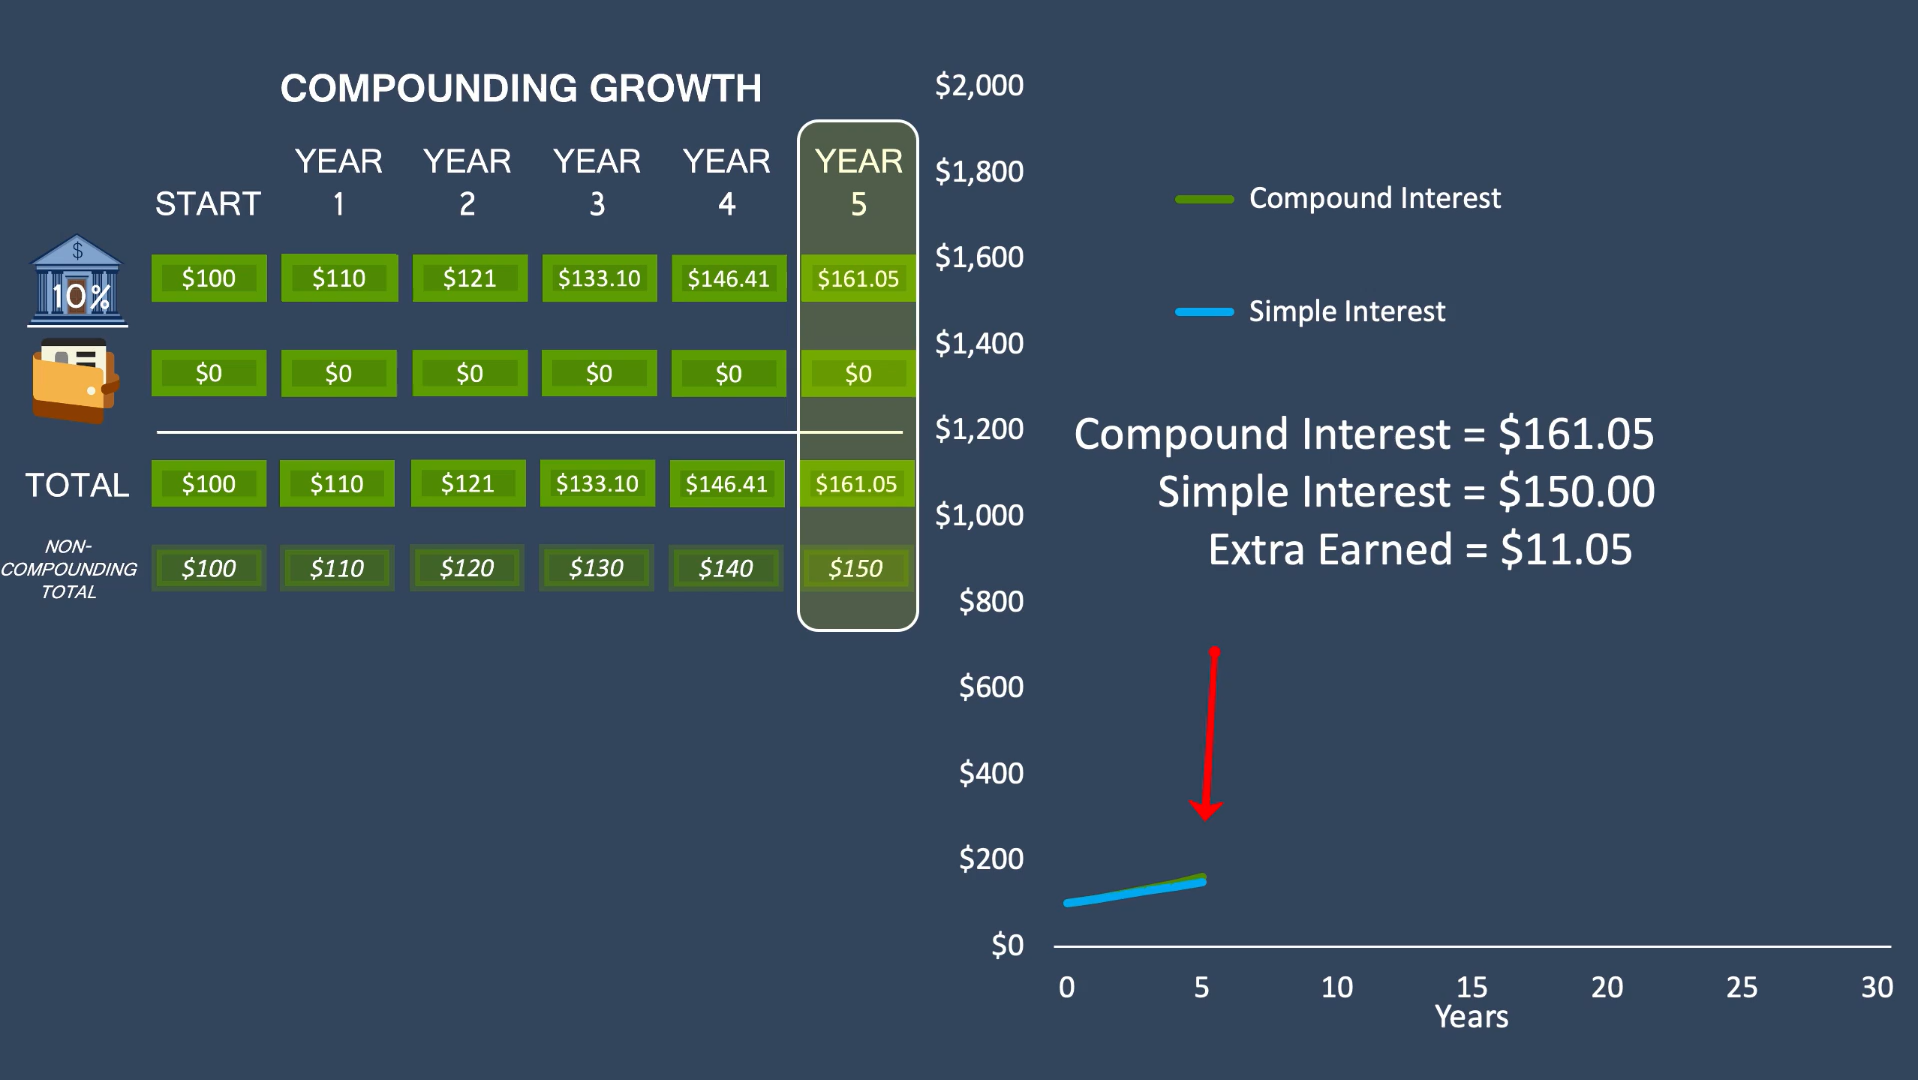 COMPOUNDING GROWTH
START
YEAR 1
YEAR 2
YEAR 3
YEAR 4
YEAR 5
$
10%
$100 $110 $121 $133.10 $146.41 $161.05
$0 $0 $0 $0 $0 $0
TOTAL $100 $110 $121 $133.10 $146.41 $161.05
NON-
COMPOUNDING
TOTAL
$100 $110 $120 $130 $140 $150
$2,000
$1,800
$1,600
$1,400
$1,200
$1,000
$800
$600
$400
$200
$0
Compound Interest
Simple Interest
Compound Interest = $161.05
Simple Interest = $150.00
Extra Earned = $11.05
0 5 10 15 20 25 30
Years